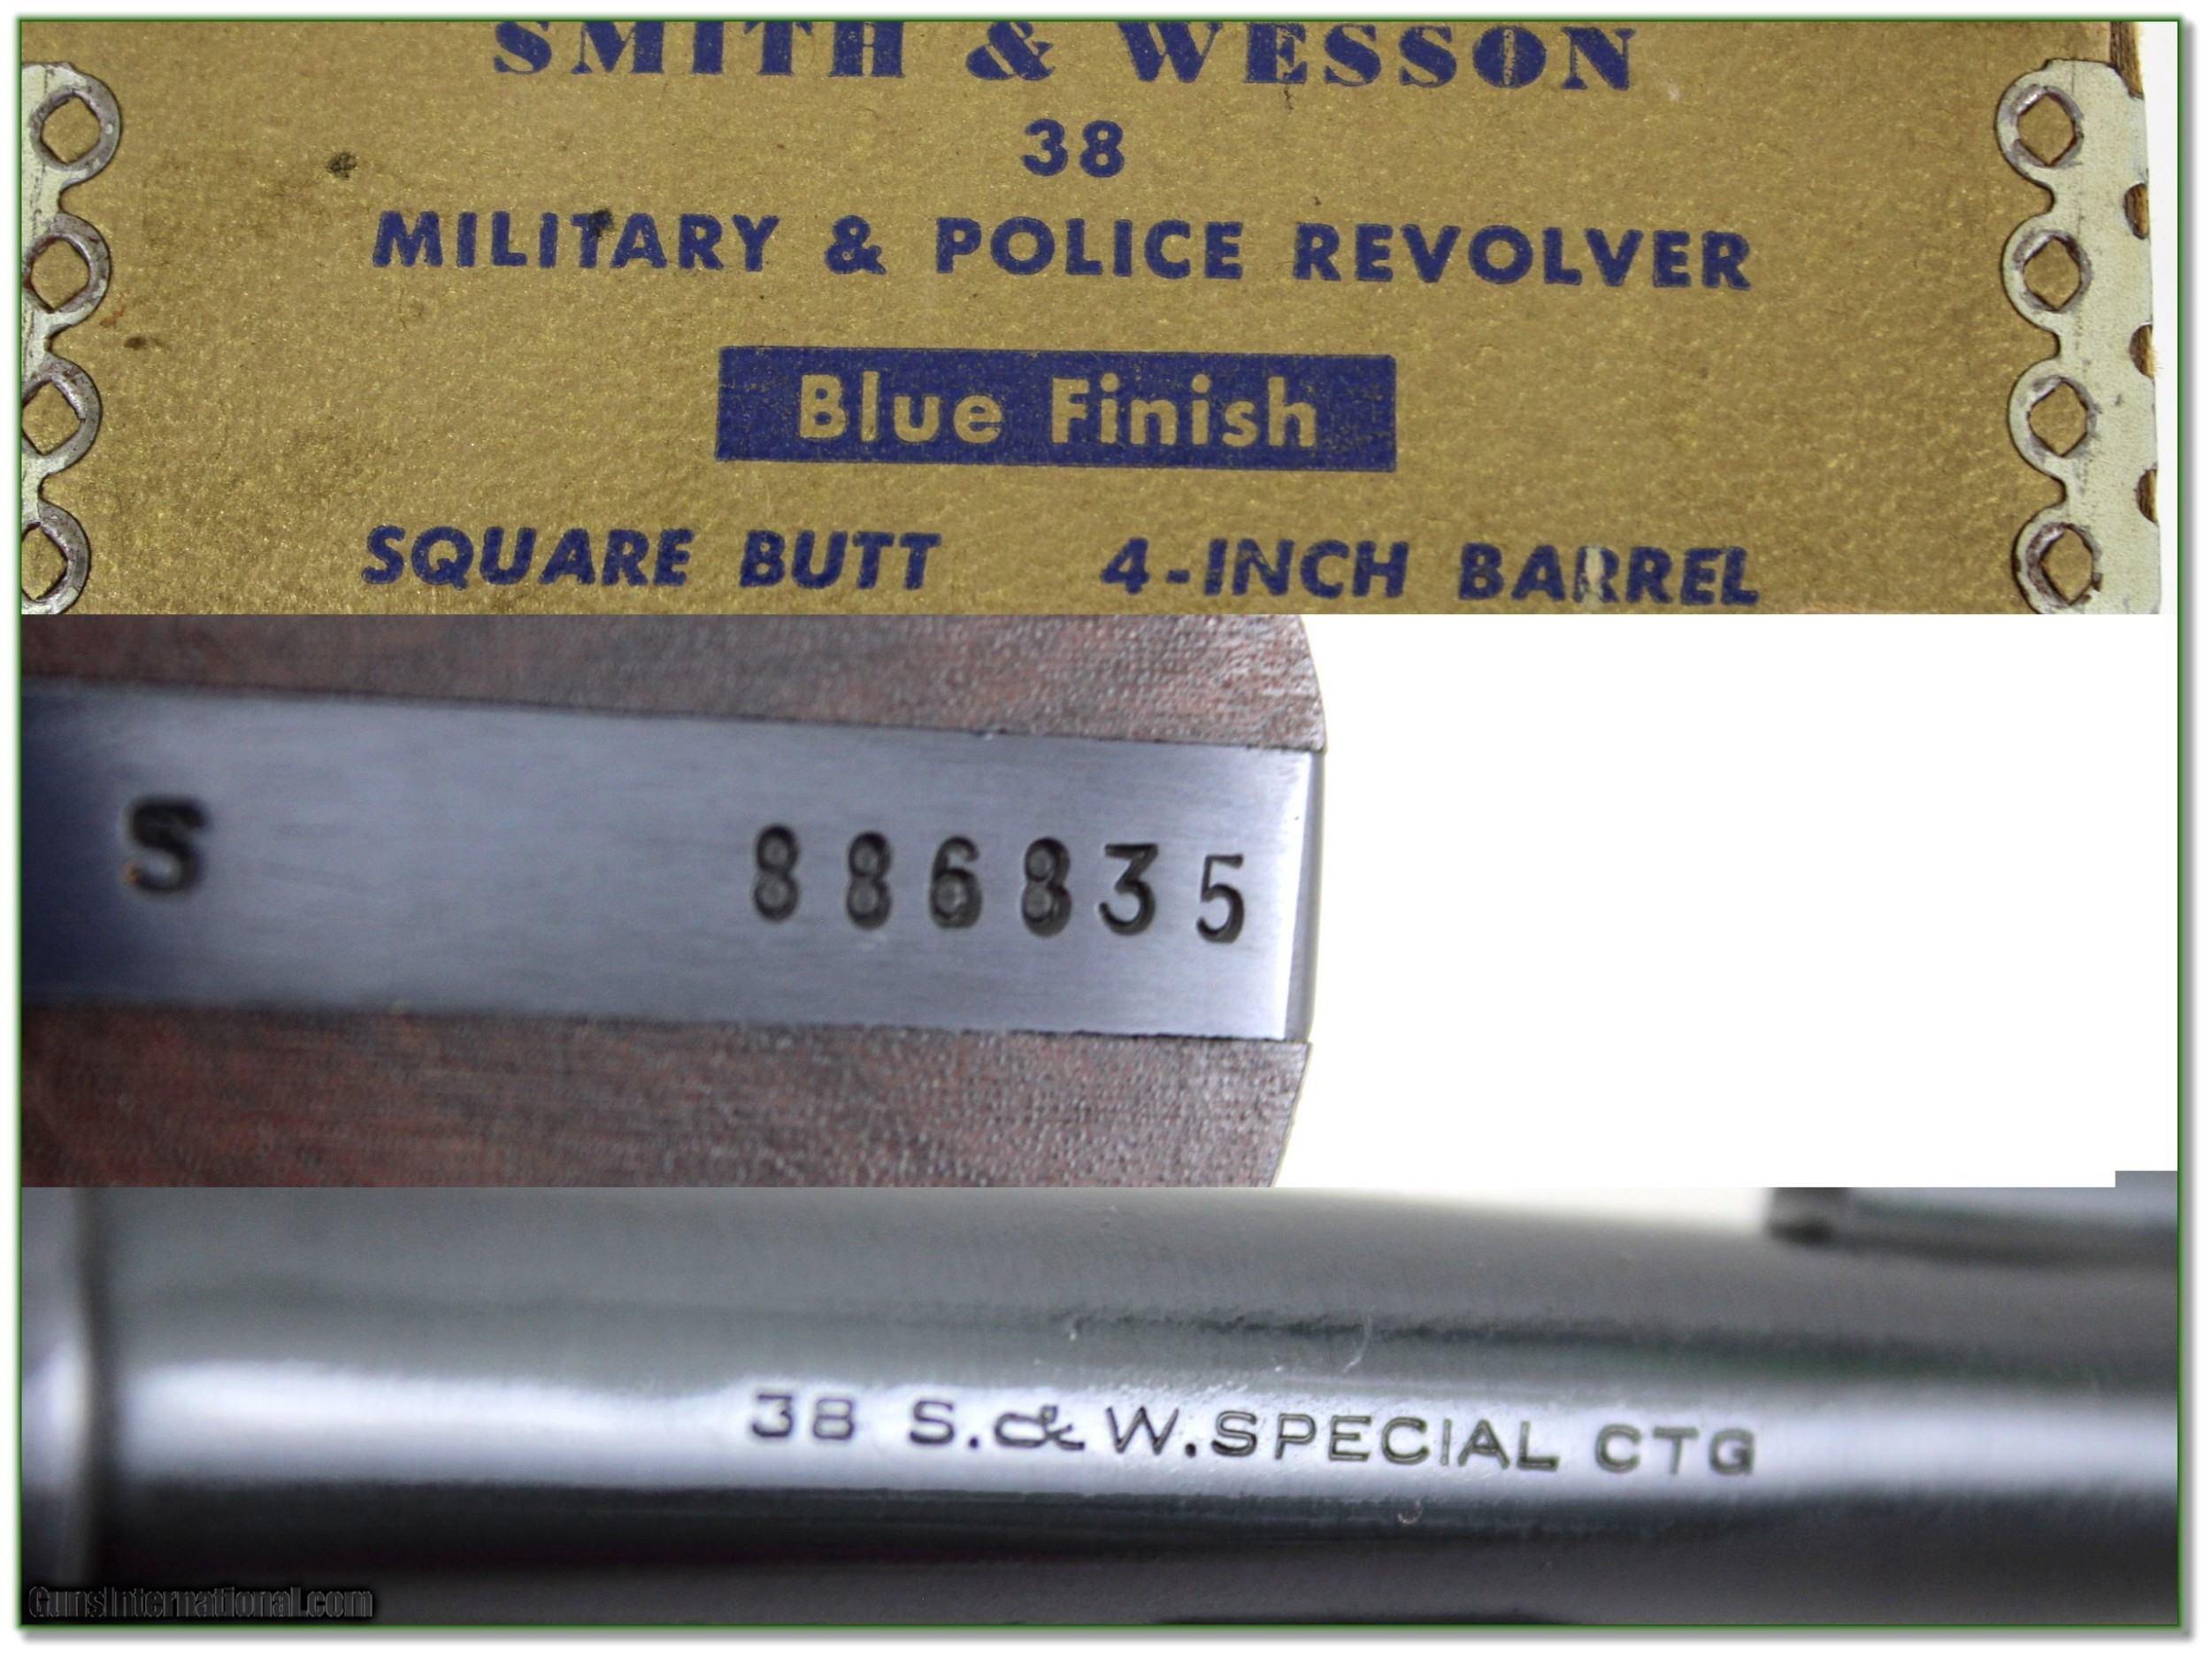 SMITH & WESSON
38
MILITARY & POLICE REVOLVER
Blue Finish
SQUARE BUTT 4-INCH BARREL
S 886835
38 S.&W.SPECIAL CTG
GunsInternational.com